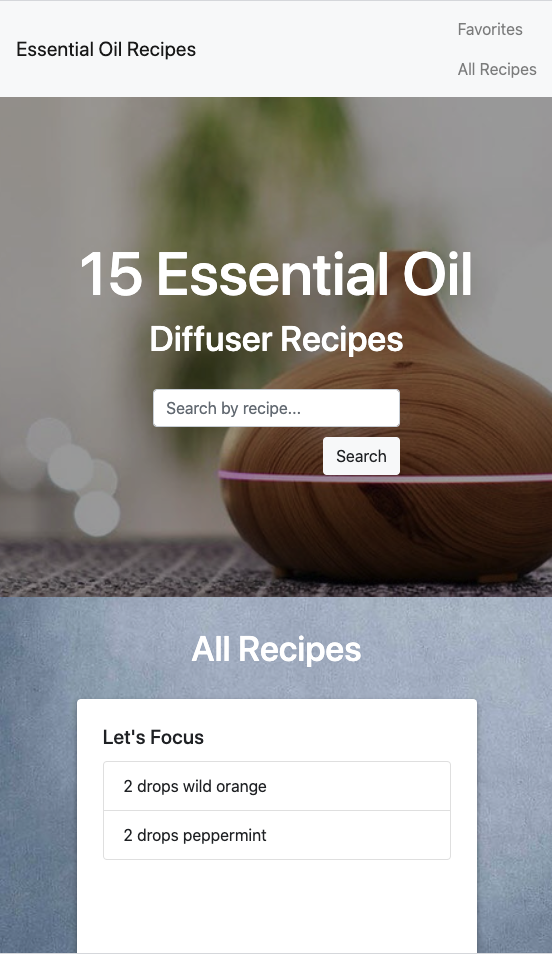 Essential Oil Recipes
Favorites
All Recipes
15 Essential Oil
Diffuser Recipes
Search by recipe...
Search
All Recipes
Let's Focus
2 drops wild orange
2 drops peppermint